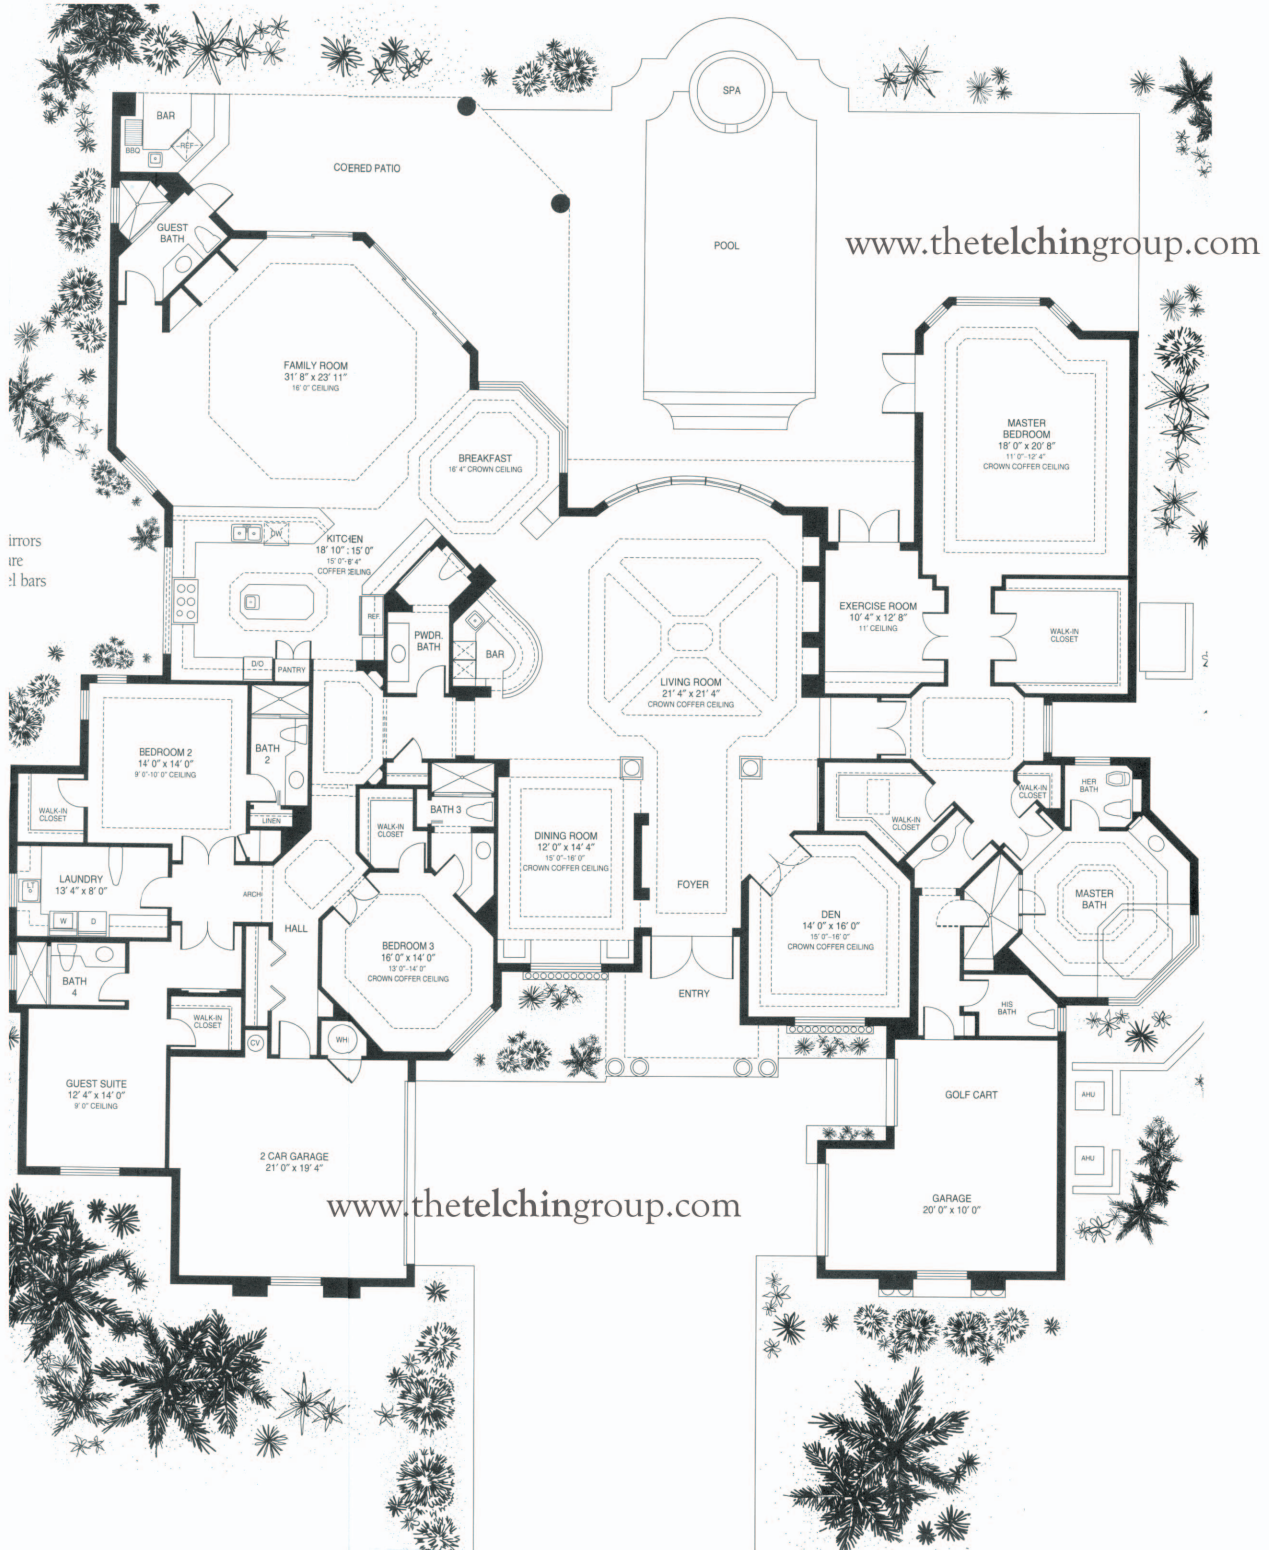 SPA
BAR
REF.
BBQ
COERED PATIO
GUEST
BATH
POOL
www.thetelchingroup.com
FAMILY ROOM
31' 8" x 23' 11"
16' 0" CEILING
MASTER
BEDROOM
18' 0" x 20' 8"
11' 0"-12' 4"
CROWN COFFER CEILING
BREAKFAST
16' 4" CROWN CEILING
irrors
ire
el bars
DW
KITCHEN
18' 10" : 15' 0"
15' 0"-8' 4"
COFFER CEILING
REF.
EXERCISE ROOM
10' 4" x 12' 8"
11' CEILING
WALK-IN
CLOSET
PWDR.
BATH
BAR
D/O
PANTRY
LIVING ROOM
21' 4" x 21' 4"
CROWN COFFER CEILING
BEDROOM 2
14' 0" x 14' 0"
9' 0"-10' 0" CEILING
BATH
2
HER
BATH
WALK-IN
CLOSET
WALK-IN
CLOSET
LINEN
WALK-IN
CLOSET
BATH 3
WALK-IN
CLOSET
DINING ROOM
12' 0" x 14' 4"
15' 0"-16' 0"
CROWN COFFER CEILING
LAUNDRY
13' 4" x 8' 0"
LT
W
D
ARCH
HALL
FOYER
MASTER
BATH
DEN
14' 0" x 16' 0"
15' 0"-16' 0"
CROWN COFFER CEILING
BEDROOM 3
16' 0" x 14' 0"
13' 0"-14' 0"
CROWN COFFER CEILING
BATH
4
ENTRY
HIS
BATH
WALK-IN
CLOSET
CV
WH
GUEST SUITE
12' 4" x 14' 0"
9' 0" CEILING
GOLF CART
AHU
AHU
2 CAR GARAGE
21' 0" x 19' 4"
www.thetelchingroup.com
GARAGE
20' 0" x 10' 0"